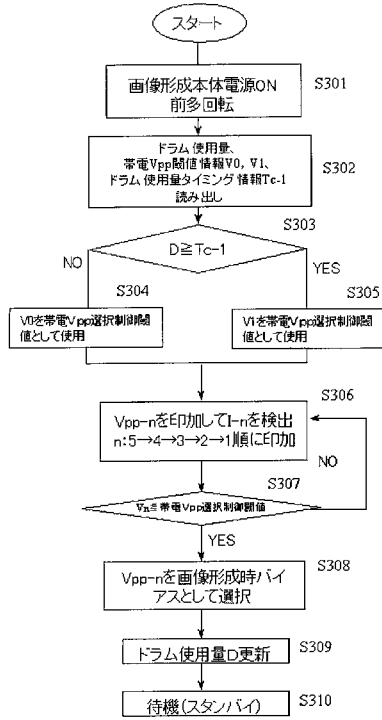 スタート
画像形成本体電源ON
前多回転
S301
ドラム使用量、
帯電Vpp閾値情報V0, V1、
ドラム使用量タイミング情報Tc-1
読み出し
S302
S303
D≧Tc-1
NO
YES
S304
S305
V0を帯電Vpp選択制御閾
値として使用
V1を帯電Vpp選択制御閾
値として使用
S306
Vpp-nを印加してI-nを検出
n:5→4→3→2→1順に印加
NO
S307
Vn≧帯電Vpp選択制御閾値
YES
S308
Vpp-nを画像形成時バイ
アスとして選択
ドラム使用量D更新
S309
待機(スタンバイ)
S310